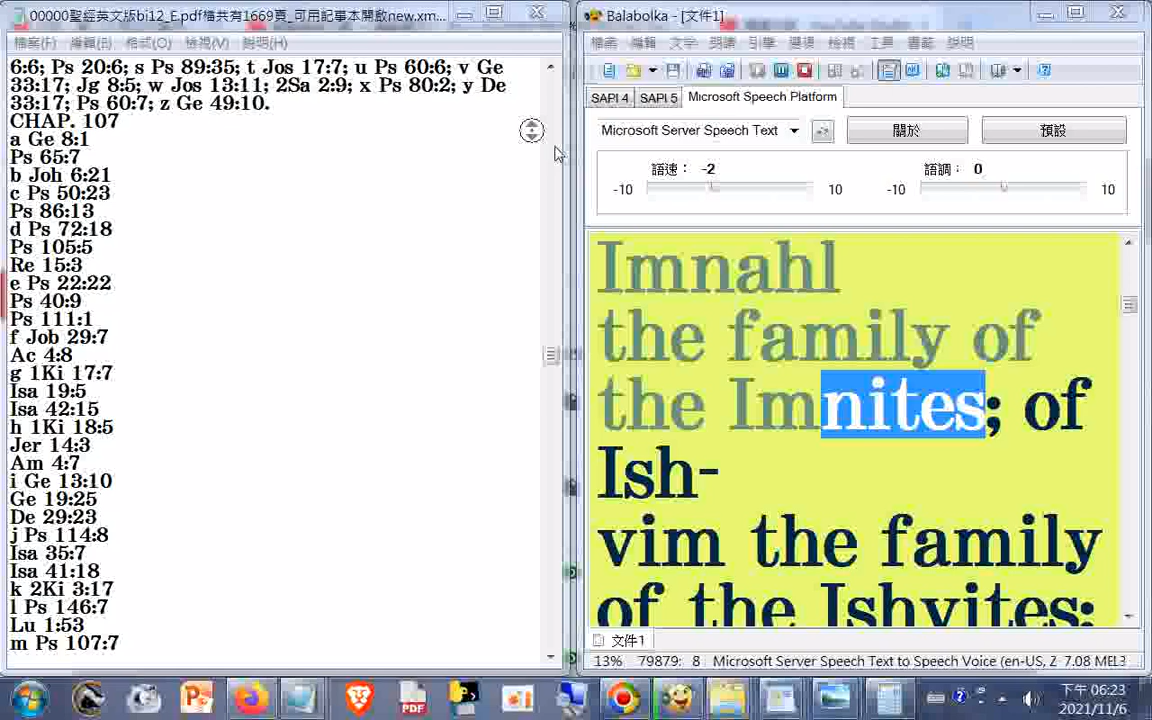 00000聖經英文版bi12_E.pdf檔共有1669頁_可用記事本開啟new.xm...
檔案(F) 編輯(E) 格式(O) 檢視(V) 說明(H)
6:6; Ps 20:6; s Ps 89:35; t Jos 17:7; u Ps 60:6; v Ge
33:17; Jg 8:5; w Jos 13:11; 2Sa 2:9; x Ps 80:2; y De
33:17; Ps 60:7; z Ge 49:10.
CHAP. 107
a Ge 8:1
Ps 65:7
b Joh 6:21
c Ps 50:23
Ps 86:13
d Ps 72:18
Ps 105:5
Re 15:3
e Ps 22:22
Ps 40:9
Ps 111:1
f Job 29:7
Ac 4:8
g 1Ki 17:7
Isa 19:5
Isa 42:15
h 1Ki 18:5
Jer 14:3
Am 4:7
i Ge 13:10
Ge 19:25
De 29:23
j Ps 114:8
Isa 35:7
Isa 41:18
k 2Ki 3:17
l Ps 146:7
Lu 1:53
m Ps 107:7
Balabolka - [文件1]
檔案 編輯 文字 朗讀 引擎 選項 檢視 工具 書籤 說明
SAPI 4 SAPI 5 Microsoft Speech Platform
Microsoft Server Speech Text
關於
預設
語速： -2
語調： 0
-10 10 -10 10
Imnahl
the family of
the Imnites; of
Ish-
vim the family
of the Ishvites:
文件1
13% 79879: 8 Microsoft Server Speech Text to Speech Voice (en-US, Z 7.08 MEL3
PDF
下午 06:23
2021/11/6